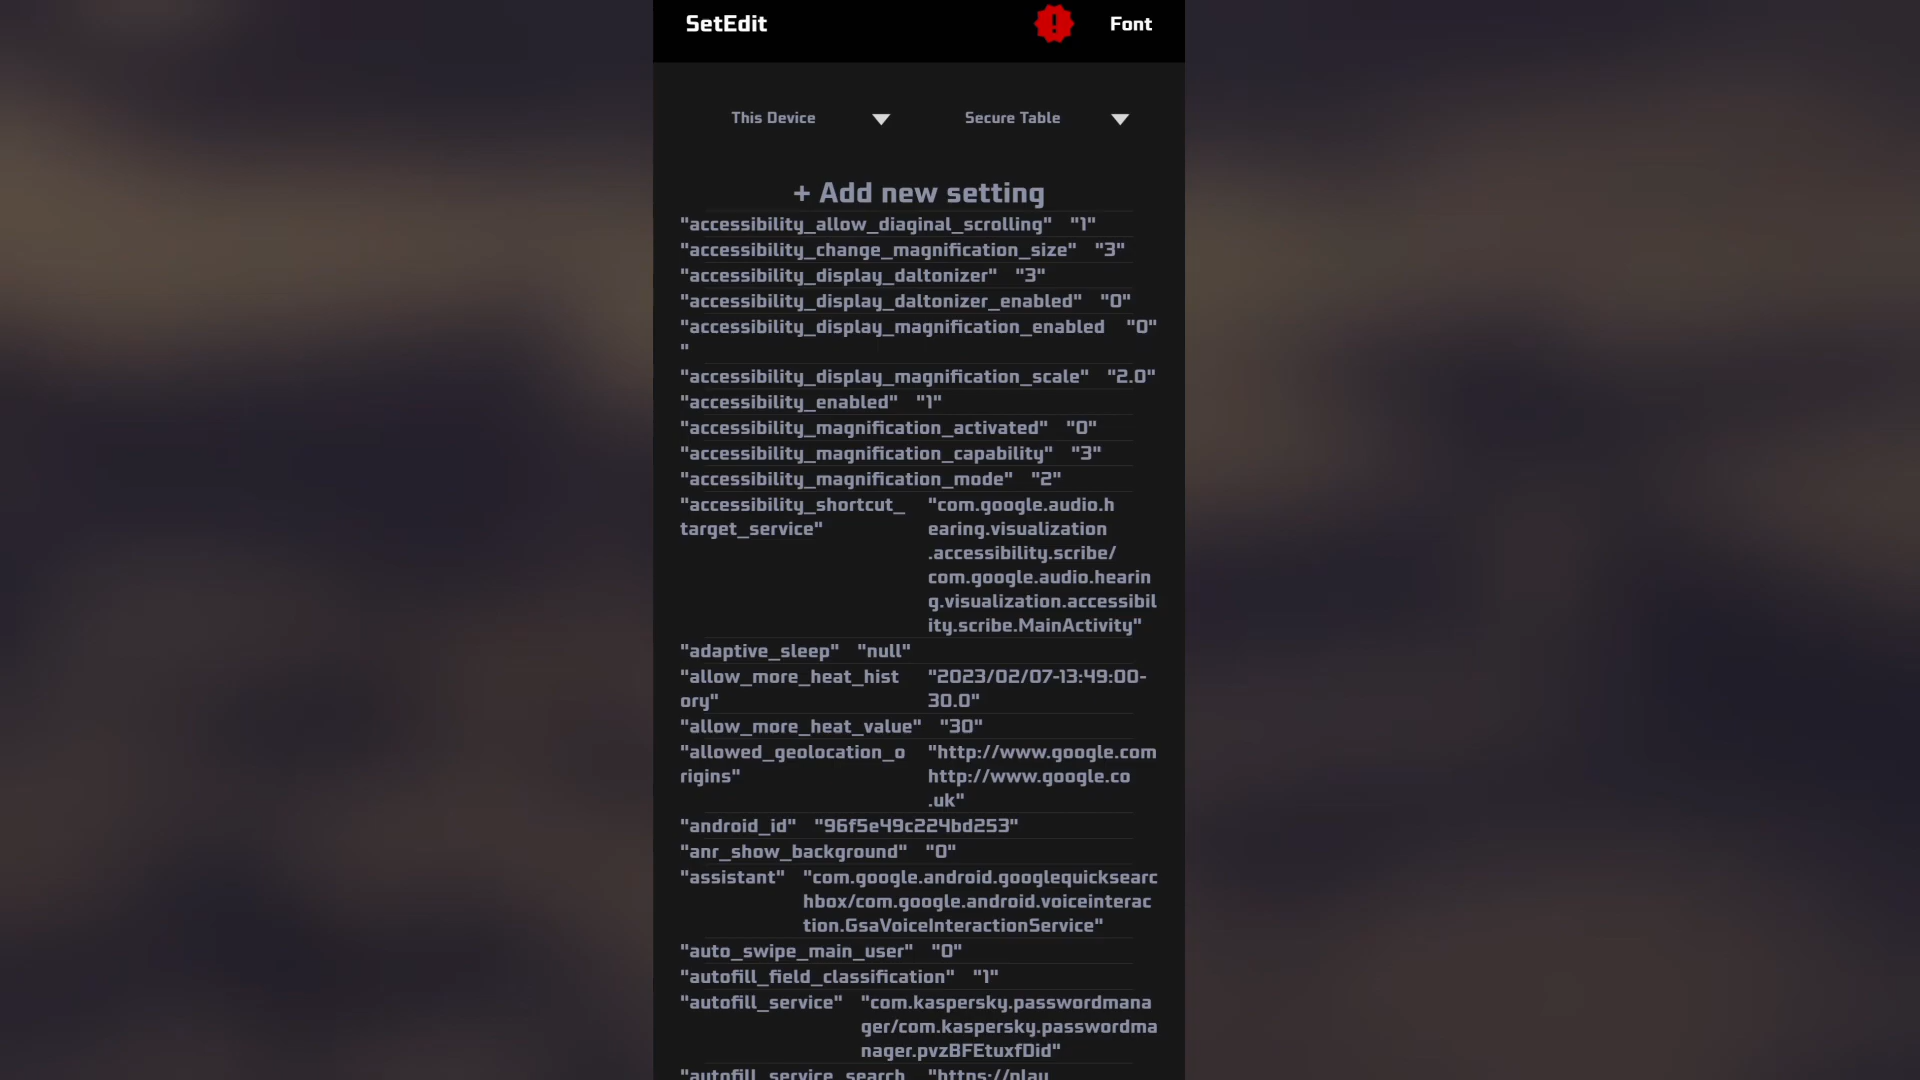 SetEdit
Font
This Device
Secure Table
+ Add new setting
"accessibility_allow_diaginal_scrolling" "1"
"accessibility_change_magnification_size" "3"
"accessibility_display_daltonizer" "3"
"accessibility_display_daltonizer_enabled" "0"
"accessibility_display_magnification_enabled "0"
"
"accessibility_display_magnification_scale" "2.0"
"accessibility_enabled" "1"
"accessibility_magnification_activated" "0"
"accessibility_magnification_capability" "3"
"accessibility_magnification_mode" "2"
"accessibility_shortcut_ "com.google.audio.h
target_service" earing.visualization
.accessibility.scribe/
com.google.audio.hearin
g.visualization.accessibil
ity.scribe.MainActivity"
"adaptive_sleep" "null"
"allow_more_heat_hist "2023/02/07-13:49:00-
ory" 30.0"
"allow_more_heat_value" "30"
"allowed_geolocation_o "http://www.google.com
rigins" http://www.google.co
.uk"
"android_id" "96f5e49c224bd253"
"anr_show_background" "0"
"assistant" "com.google.android.googlequicksearc
hbox/com.google.android.voiceinterac
tion.GsaVoiceInteractionService"
"auto_swipe_main_user" "0"
"autofill_field_classification" "1"
"autofill_service" "com.kaspersky.passwordmana
ger/com.kaspersky.passwordma
nager.pvzBFEtuxfDid"
"autofill_service_search "https://play